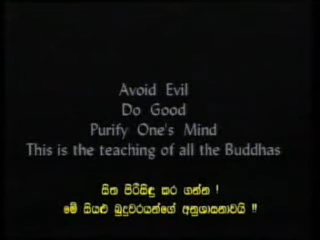 Avoid Evil
Do Good
Purify One's Mind
This is the teaching of all the Buddhas
සිත පිරිසිදු කර ගන්න !
මේ සියළු බුදුවරයන්ගේ අනුශාසනාවයි !!